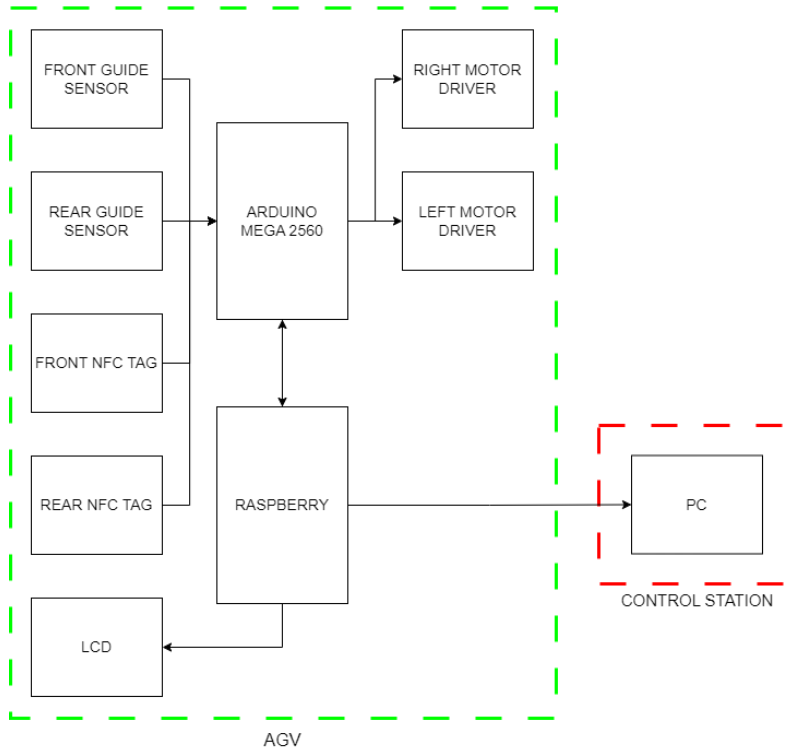 FRONT GUIDE
SENSOR
RIGHT MOTOR
DRIVER
REAR GUIDE
SENSOR
ARDUINO
MEGA 2560
LEFT MOTOR
DRIVER
FRONT NFC TAG
REAR NFC TAG
RASPBERRY
PC
CONTROL STATION
LCD
AGV